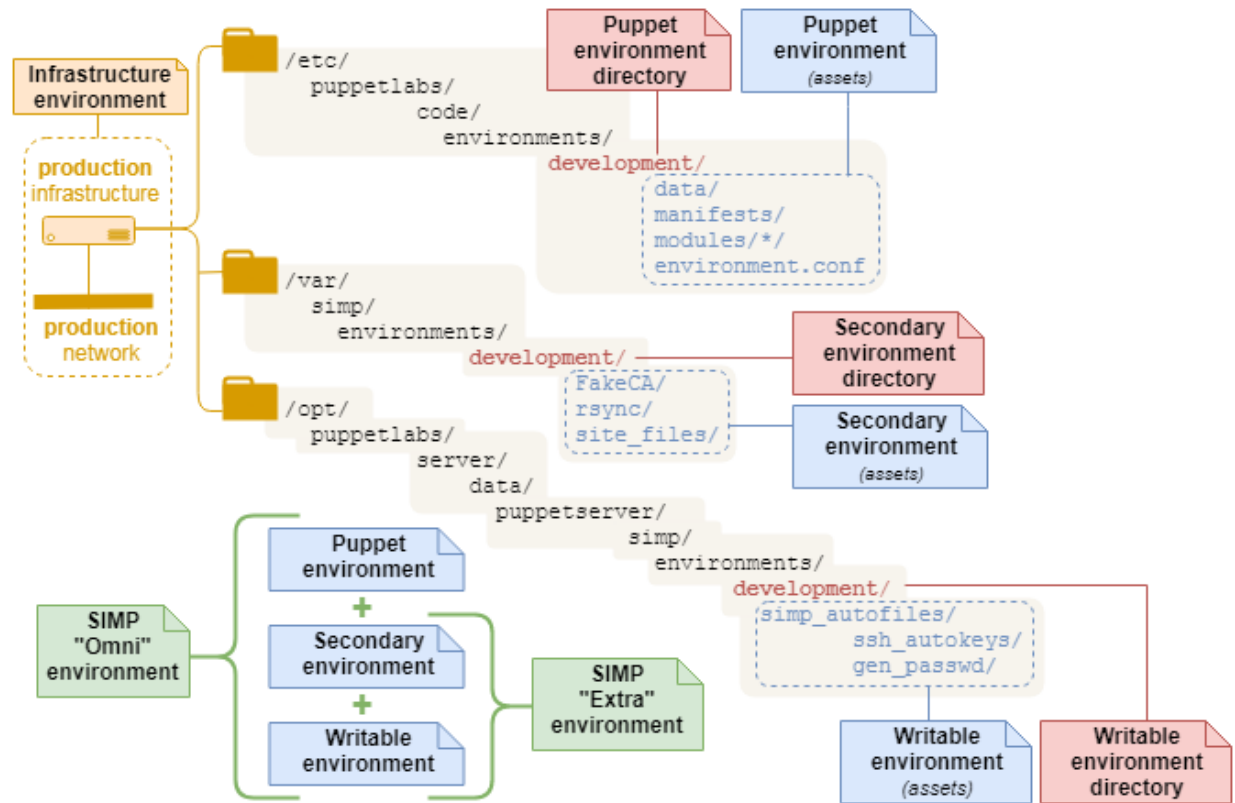 Infrastructure
environment
production
infrastructure
production
network
/etc/
puppetlabs/
code/
environments/
development/
data/
manifests/
modules/*/
environment.conf
Puppet
environment
directory
Puppet
environment
(assets)
/var/
simp/
environments/
development/
FakeCA/
rsync/
site_files/
Secondary
environment
directory
Secondary
environment
(assets)
/opt/
puppetlabs/
server/
data/
puppetserver/
simp/
environments/
development/
simp_autofiles/
ssh_autokeys/
gen_passwd/
Writable
environment
(assets)
Writable
environment
directory
SIMP
"Omni"
environment
Puppet
environment
+
Secondary
environment
+
Writable
environment
SIMP
"Extra"
environment